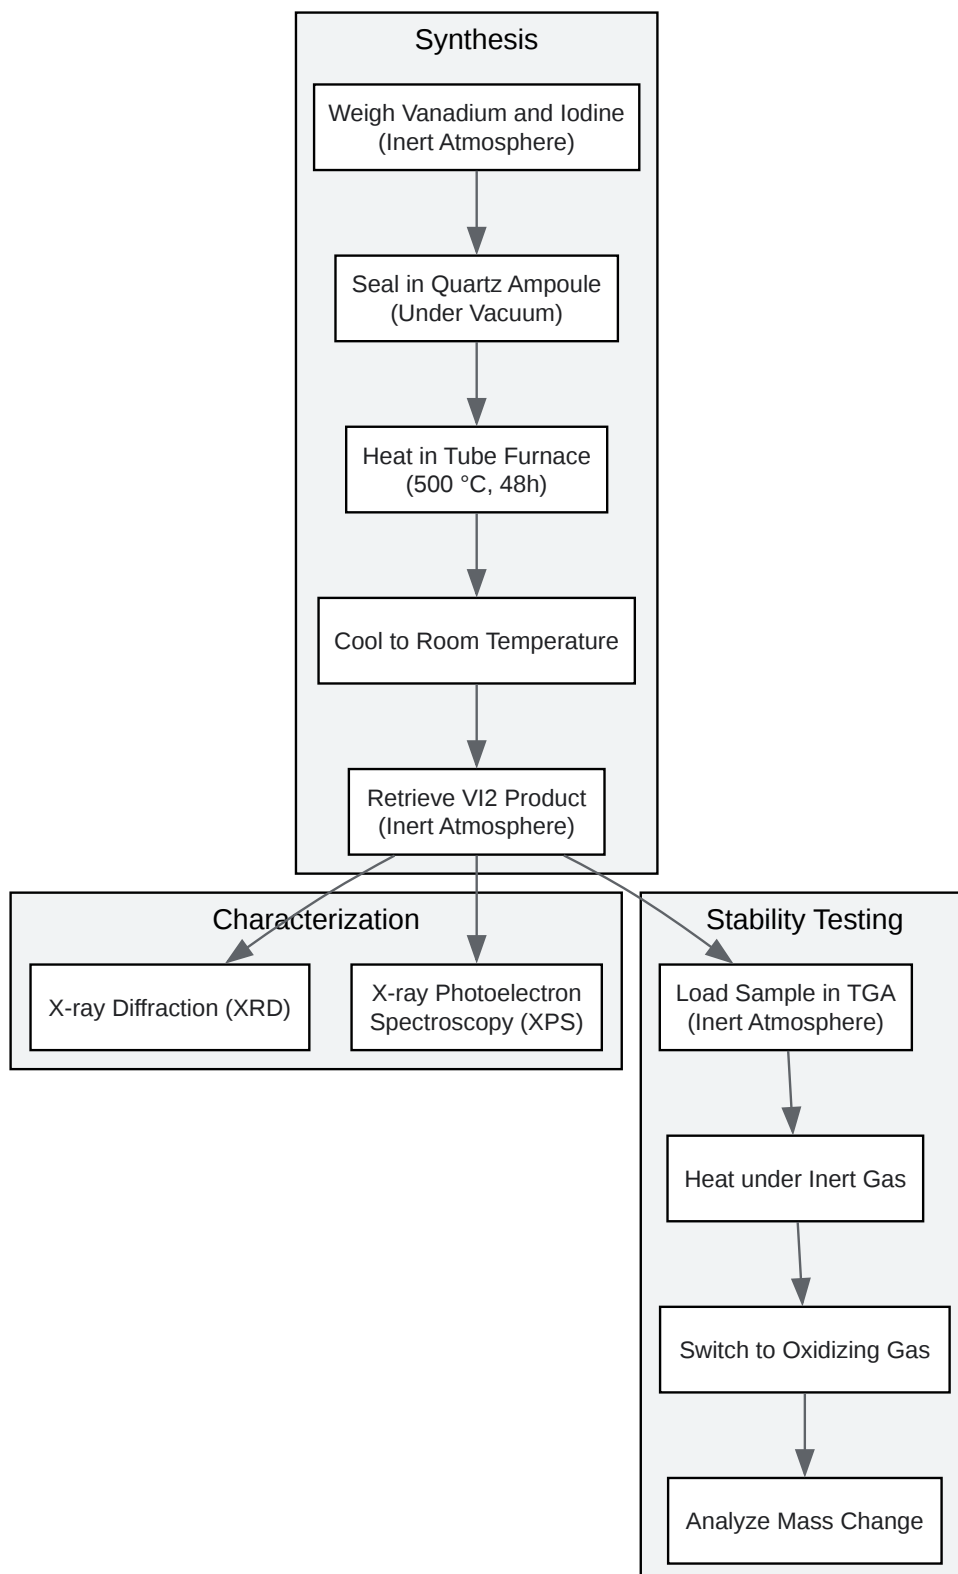 Synthesis
Weigh Vanadium and Iodine
(Inert Atmosphere)
Seal in Quartz Ampoule
(Under Vacuum)
Heat in Tube Furnace
(500 °C, 48h)
Cool to Room Temperature
Retrieve VI2 Product
(Inert Atmosphere)
Characterization
X-ray Diffraction (XRD)
X-ray Photoelectron
Spectroscopy (XPS)
Stability Testing
Load Sample in TGA
(Inert Atmosphere)
Heat under Inert Gas
Switch to Oxidizing Gas
Analyze Mass Change